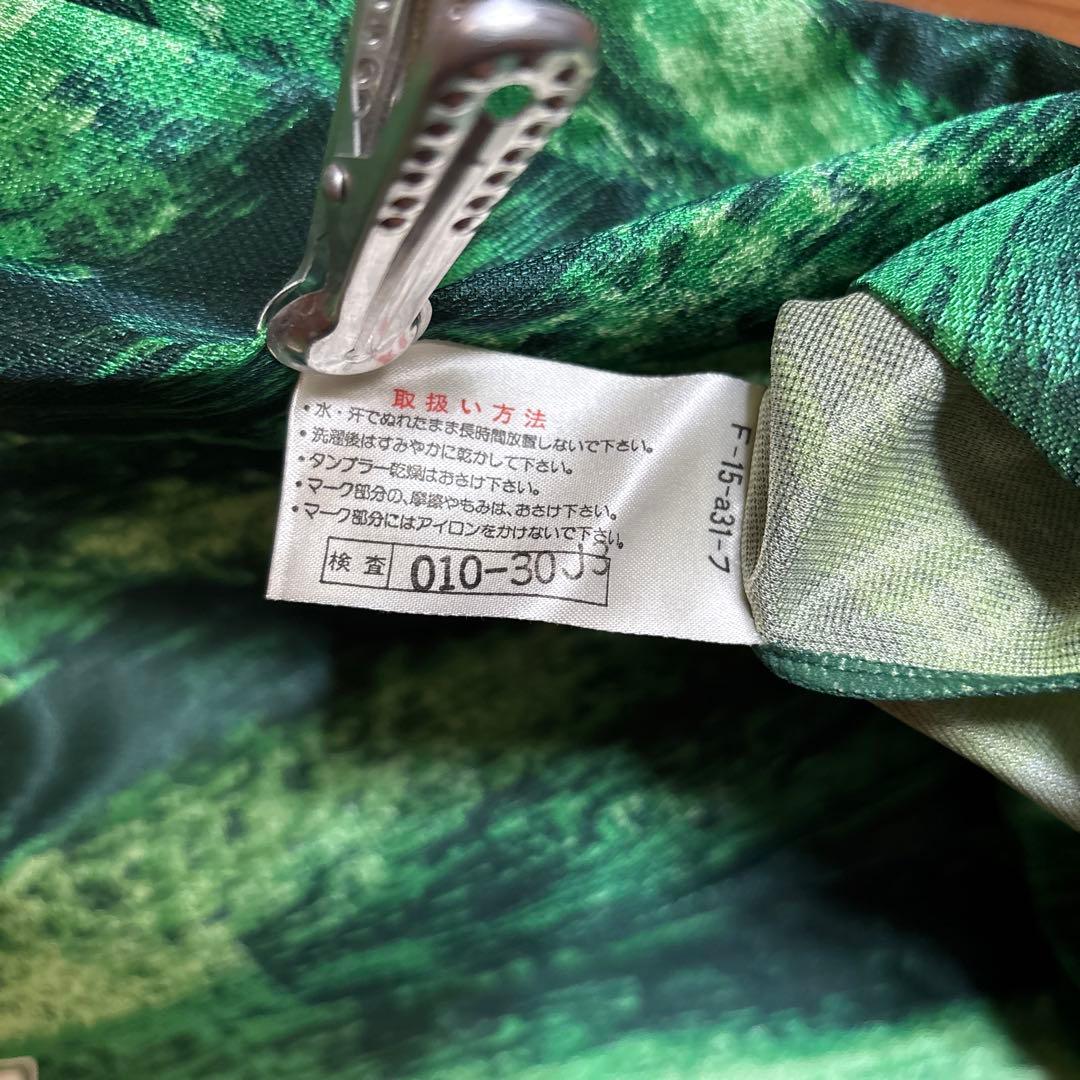 取扱い方法
・水・汗でぬれたまま長時間放置しないで下さい。
・洗濯後はすみやかに乾かして下さい。
・タンブラー乾燥はおさけ下さい。
・マーク部分の、摩擦やもみは、おさけ下さい。
・マーク部分にはアイロンをかけないで下さい。
検査 010-30J3
F-15-a31-フ